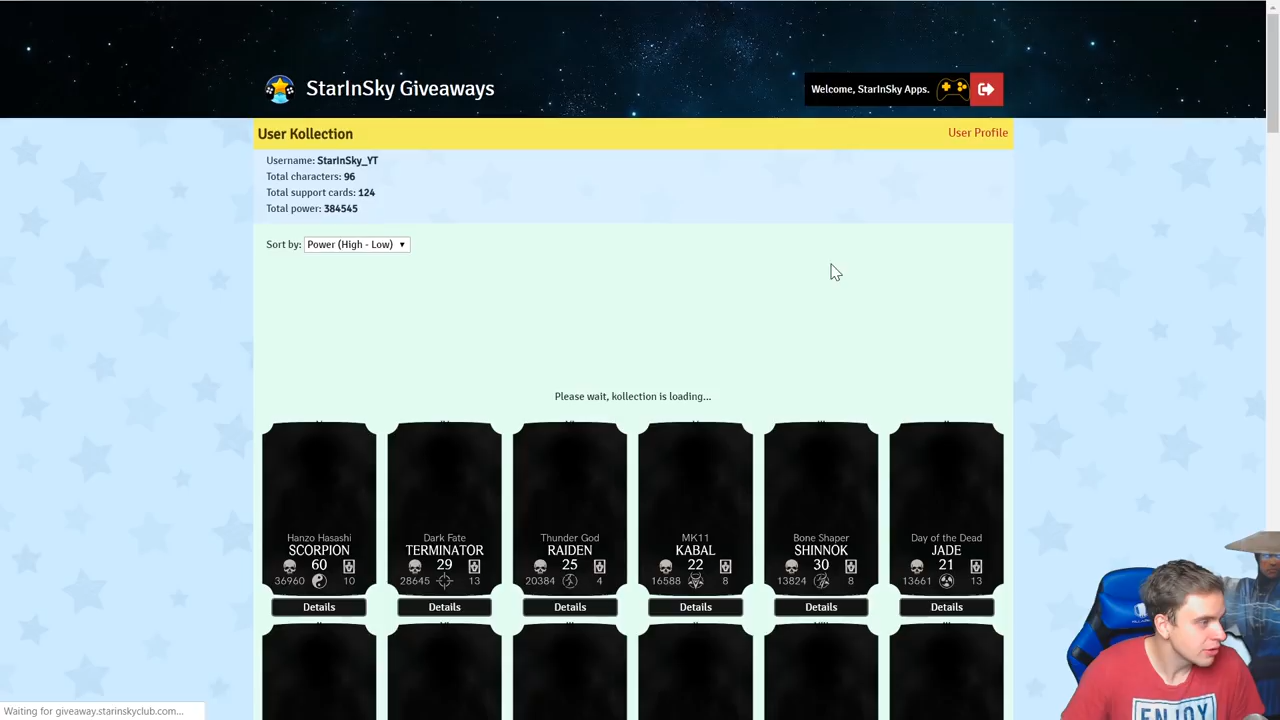 StarInSky Giveaways
Welcome, StarInSky Apps.
User Kollection
User Profile
Username: StarInSky_YT
Total characters: 96
Total support cards: 124
Total power: 384545
Sort by: Power (High - Low)
Please wait, kollection is loading...
Hanzo Hasashi Dark Fate Thunder God MK11 Bone Shaper Day of the Dead
SCORPION TERMINATOR RAIDEN KABAL SHINNOK JADE
60 29 25 22 30 21
36960 10 28645 13 20384 4 16588 8 13824 8 13661 13
Details Details Details Details Details Details
ENJOY
Waiting for giveaway.starinskyclub.com...